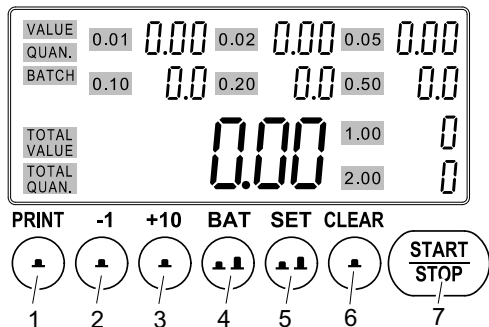 VALUE 0.01 0.00 0.02 0.00 0.05 0.00
QUAN.
BATCH 0.10 0.0 0.20 0.0 0.50 0.0
TOTAL VALUE 0.00 1.00 0
TOTAL QUAN. 2.00 0
PRINT -1 +10 BAT SET CLEAR
START
STOP
1 2 3 4 5 6 7